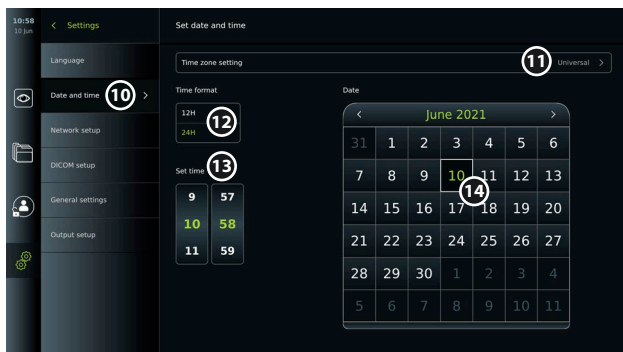 10:58
10 Jun
Settings
Set date and time
Language
Date and time 10
Network setup
DICOM setup
General settings
Output setup
Time zone setting 11 Universal
Time format
12H
24H
12
Set time 13
9 57
10 58
11 59
Date
June 2021
31 1 2 3 4 5 6
7 8 9 10 11 12 13
14
14 15 16 17 18 19 20
21 22 23 24 25 26 27
28 29 30 1 2 3 4
5 6 7 8 9 10 11